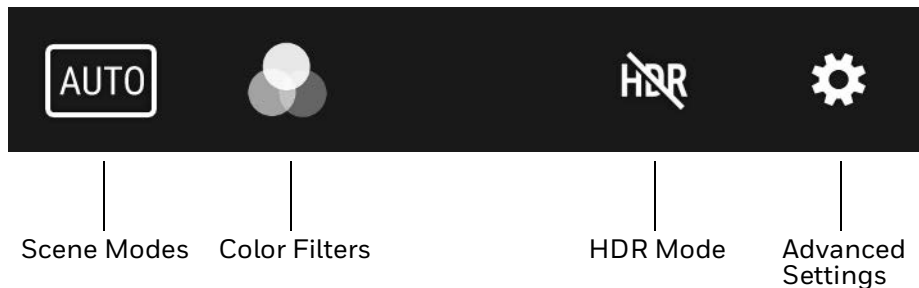 AUTO
HDR
Scene Modes
Color Filters
HDR Mode
Advanced
Settings